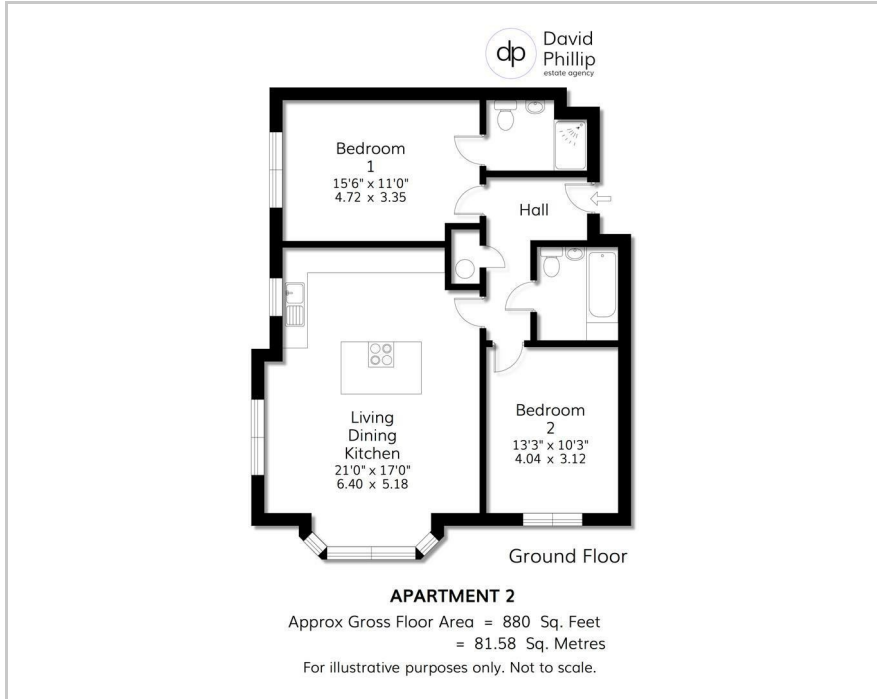 dp
David
Phillip
estate agency
Bedroom
1
15'6" x 11'0"
4.72 x 3.35
Hall
Living
Dining
Kitchen
21'0" x 17'0"
6.40 x 5.18
Bedroom
2
13'3" x 10'3"
4.04 x 3.12
Ground Floor
APARTMENT 2
Approx Gross Floor Area = 880 Sq. Feet
= 81.58 Sq. Metres
For illustrative purposes only. Not to scale.